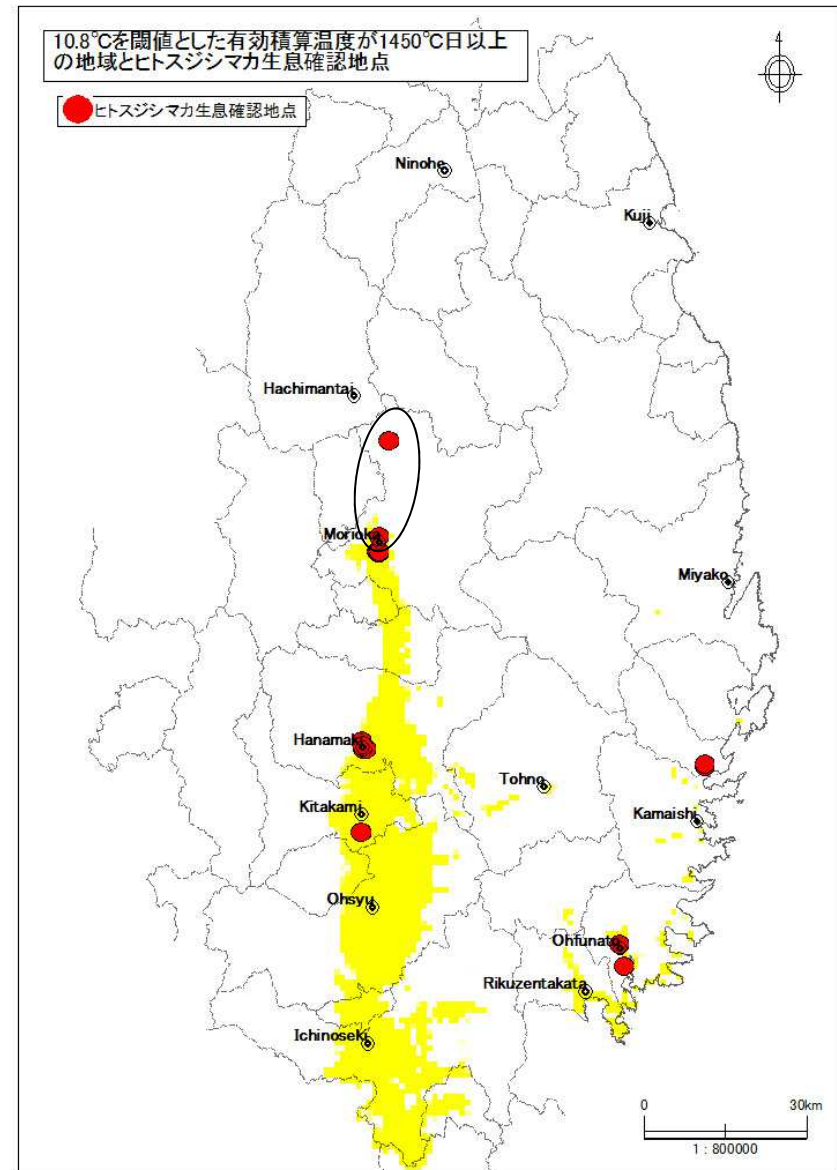 10.8℃を閾値とした有効積算温度が1450℃日以上
の地域とヒトスジシマカ生息確認地点
ヒトスジシマカ生息確認地点
4
Ninohe
Kuji
Hachimantai
Morioka
Miyako
Hanamaki
Tohno
Kitakami
Kamaishi
Ohsyu
Ohfunato
Rikuzentakata
Ichinoseki
0 30km
1 : 800000